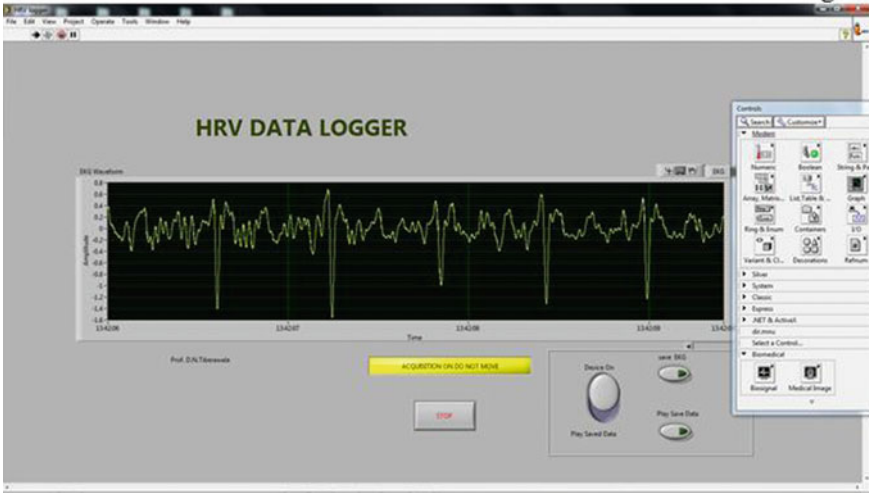 HRV logger
File Edit View Project Operate Tools Window Help
HRV DATA LOGGER
EKG Waveform
EKG
0.8
0.6
0.4
0.2
0
-0.2
-0.4
-0.6
-0.8
-1
-1.2
-1.4
-1.6
Amplitude
13:42:06 13:42:07 13:42:08 13:42:09
Time
Prof. D.N.Tibarewala
ACQUISITION ON DO NOT MOVE
STOP
Device On
Play Saved Data
save EKG
Play Save Data
Controls
Search Customize
Modern
Numeric Boolean String & Pa
Array, Matrix... List, Table & ... Graph
Ring & Enum Containers I/O
Variant & Cl... Decorations Refnum
Silver
System
Classic
Express
.NET & ActiveX
dir.mnu
Select a Control...
Biomedical
Biosignal Medical Image